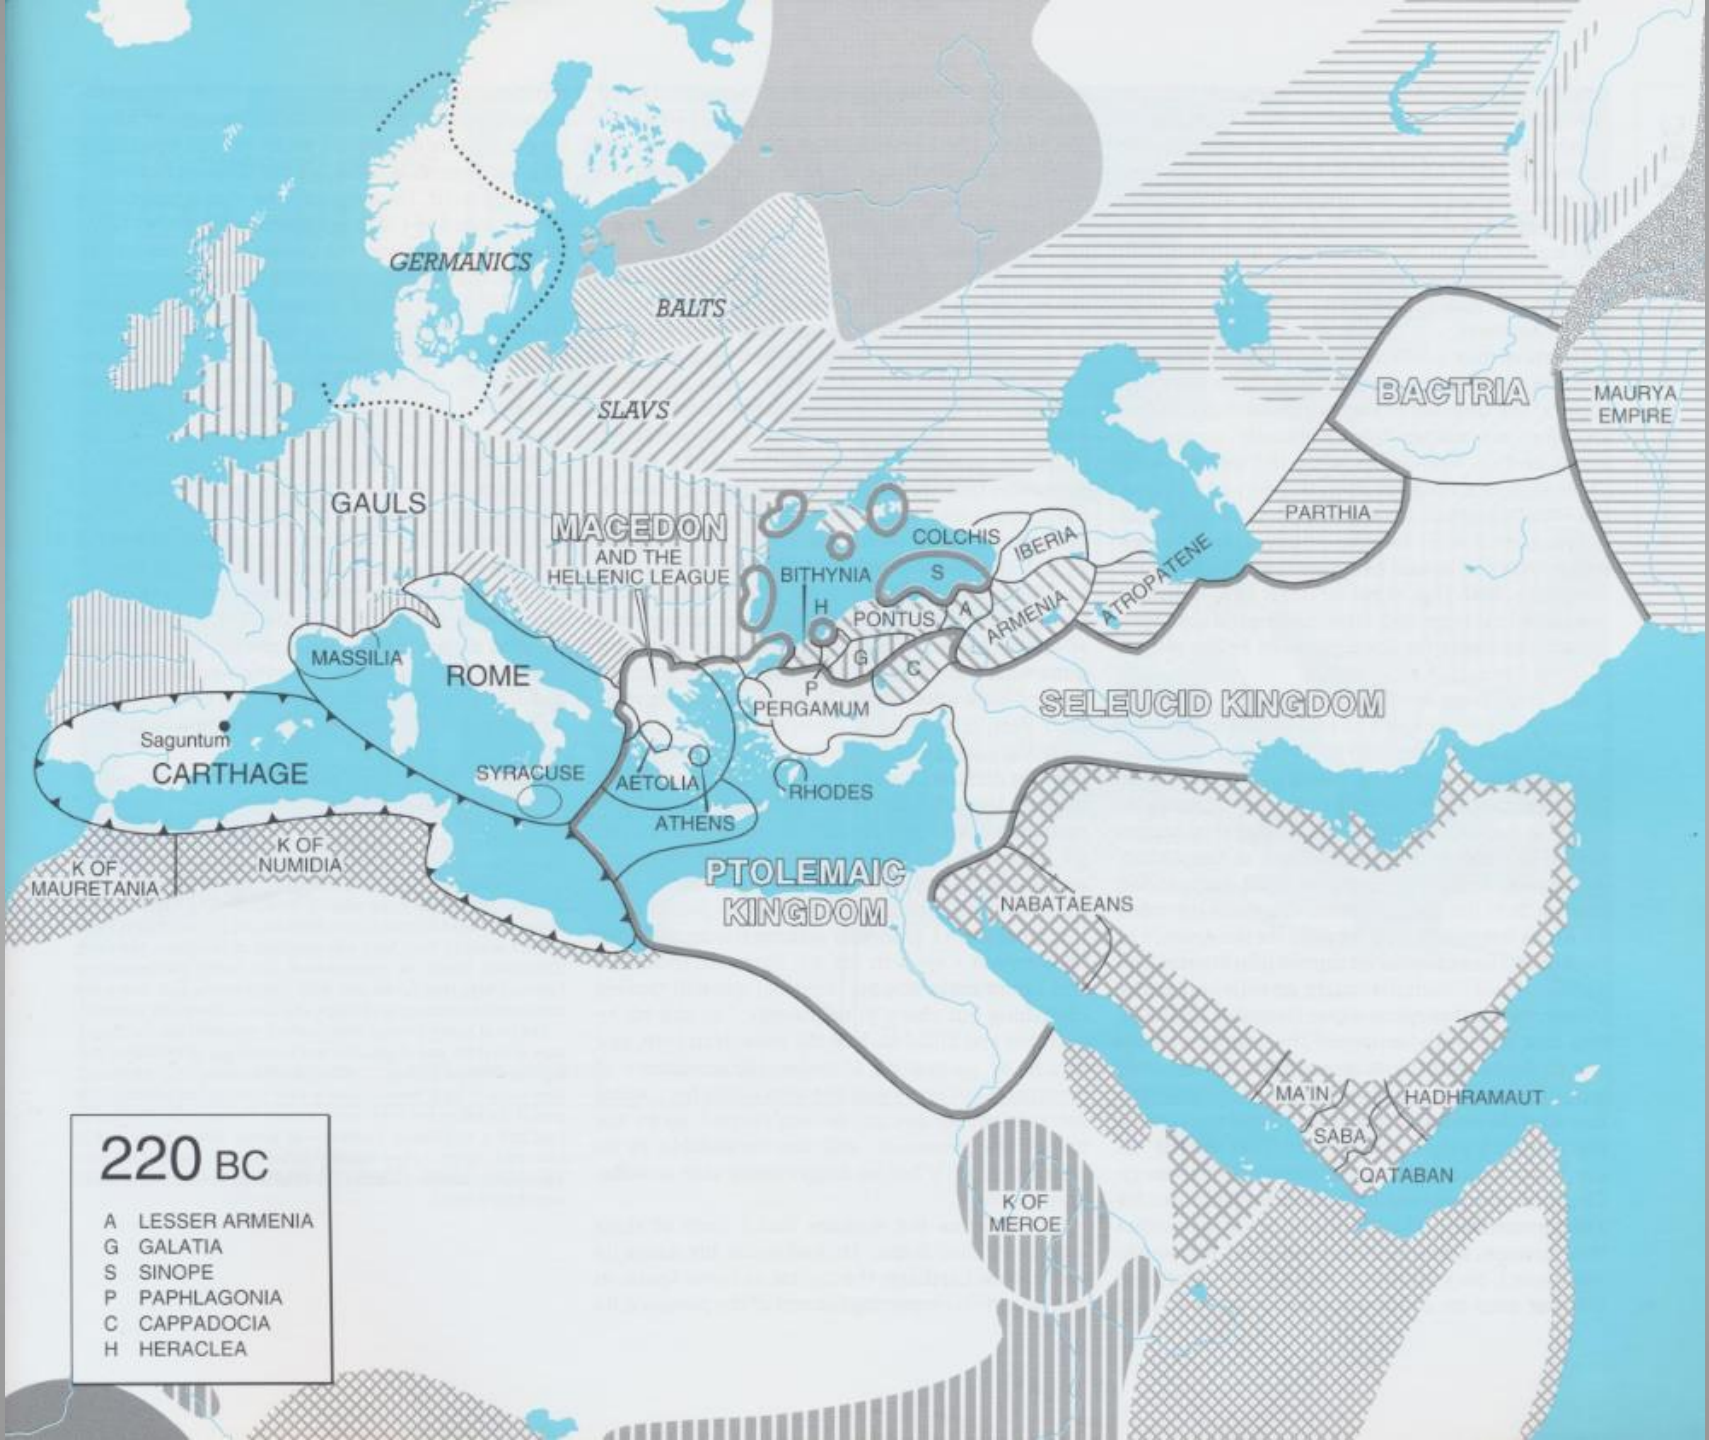 GERMANICS
BALTS
SLAVS
BACTRIA
MAURYA
EMPIRE
GAULS
MACEDON
AND THE
HELLENIC LEAGUE
PARTHIA
COLCHIS
IBERIA
ATROPATENE
BITHYNIA
S
H
PONTUS
A
ARMENIA
MASSILIA
ROME
G
C
P
PERGAMUM
SELEUCID KINGDOM
Saguntum
CARTHAGE
SYRACUSE
AETOLIA
RHODES
ATHENS
K OF
MAURETANIA
K OF
NUMIDIA
PTOLEMAIC
KINGDOM
NABATAEANS
MA'IN
HADHRAMAUT
SABA
QATABAN
K OF
MEROE
220 BC
A LESSER ARMENIA
G GALATIA
S SINOPE
P PAPHLAGONIA
C CAPPADOCIA
H HERACLEA